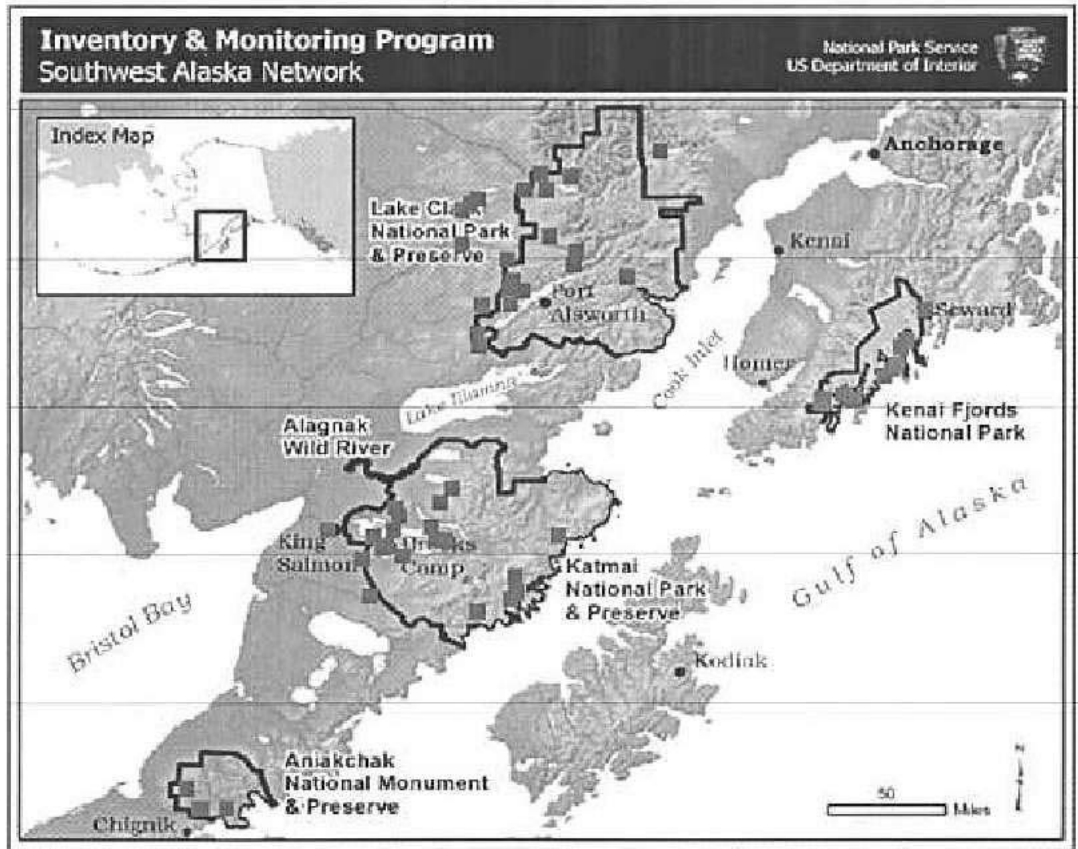 Inventory & Monitoring Program
Southwest Alaska Network
National Park Service
US Department of Interior
Index Map
Anchorage
Lake Clark
National Park
& Preserve
Kenai
Port
Alsworth
Seward
Homer
Cook Inlet
Lake Iliamna
Kenai Fjords
National Park
Alagnak
Wild River
Gulf of Alaska
King
Salmon
Brooks
Camp
Katmai
National Park
& Preserve
Bristol Bay
Kodiak
Aniakchak
National Monument
& Preserve
Chignik
50
Miles
N